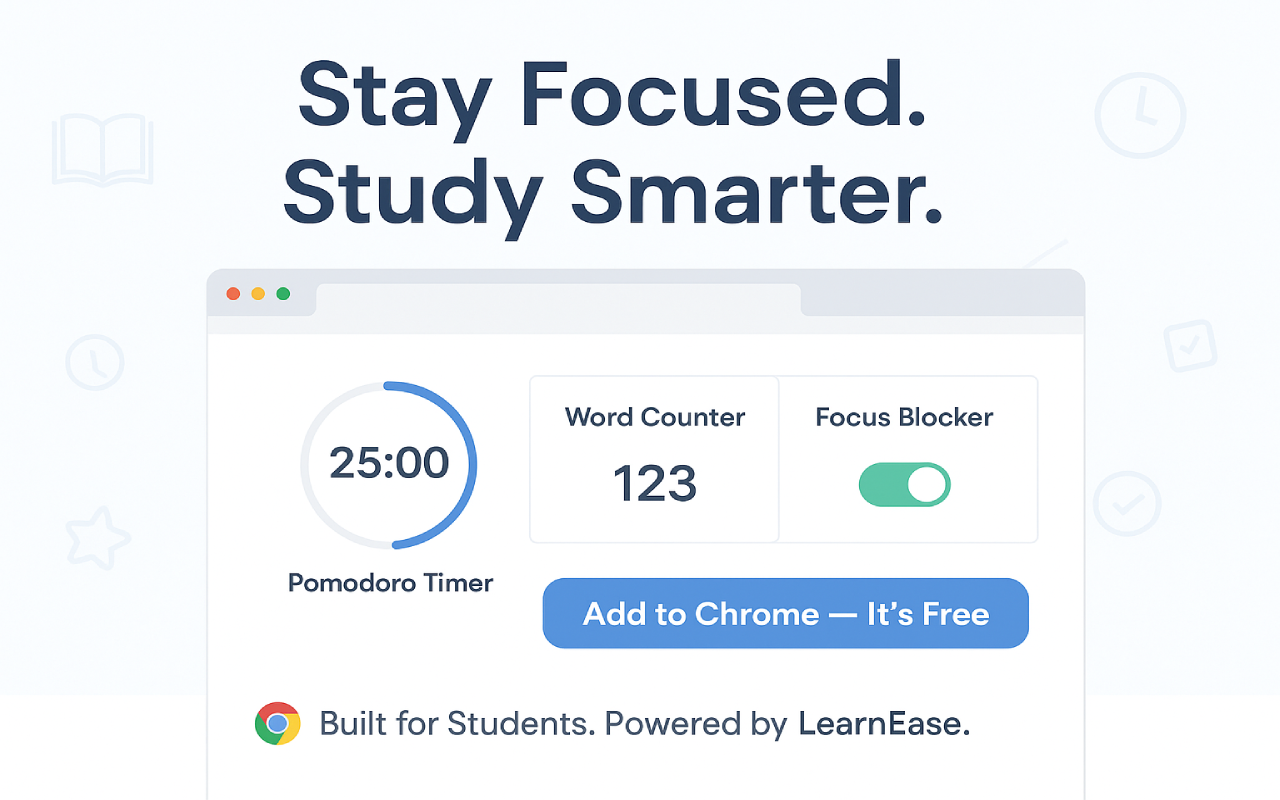 Stay Focused.
Study Smarter.
25:00
Pomodoro Timer
Word Counter
123
Focus Blocker
Add to Chrome — It’s Free
Built for Students. Powered by LearnEase.